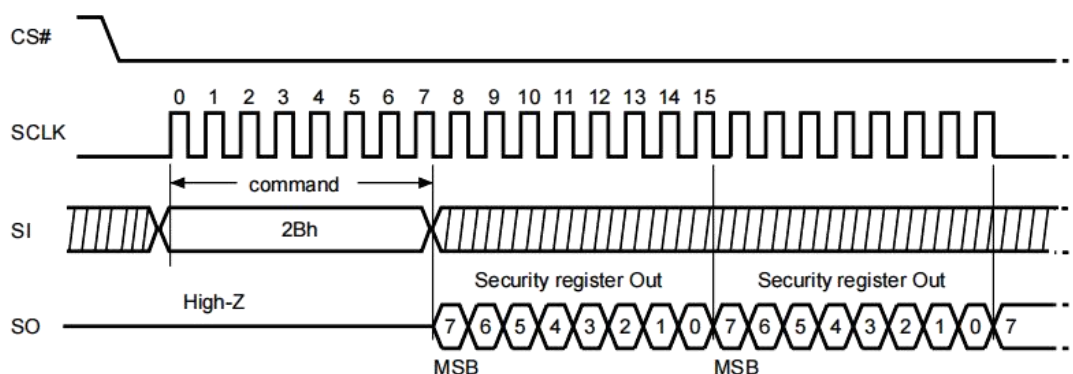 CS#
0 1 2 3 4 5 6 7 8 9 10 11 12 13 14 15
SCLK
command
SI
2Bh
Security register Out Security register Out
High-Z
SO
7 6 5 4 3 2 1 0 7 6 5 4 3 2 1 0 7
MSB MSB